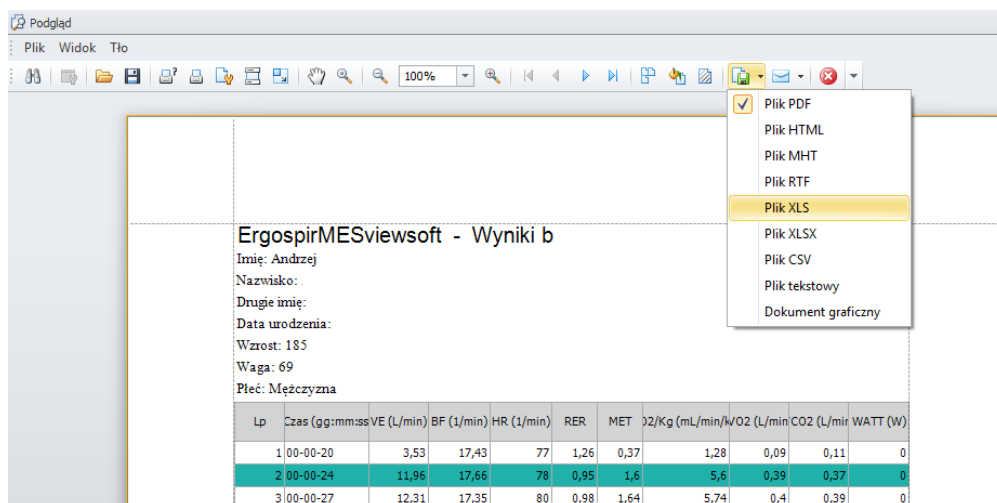 Podgląd
Plik Widok Tło
100%
Plik PDF
Plik HTML
Plik MHT
Plik RTF
Plik XLS
Plik XLSX
Plik CSV
Plik tekstowy
Dokument graficzny
ErgospirMESviewsoft - Wyniki b
Imię: Andrzej
Nazwisko:
Drugie imię:
Data urodzenia:
Wzrost: 185
Waga: 69
Płeć: Mężczyzna
Lp Czas (gg:mm:ss VE (L/min) BF (1/min) HR (1/min) RER MET O2/Kg (mL/min/k VO2 (L/min CO2 (L/min WATT (W)
1 00-00-20 3,53 17,43 77 1,26 0,37 1,28 0,09 0,11 0
2 00-00-24 11,96 17,66 78 0,95 1,6 5,6 0,39 0,37 0
3 00-00-27 12,31 17,35 80 0,98 1,64 5,74 0,4 0,39 0